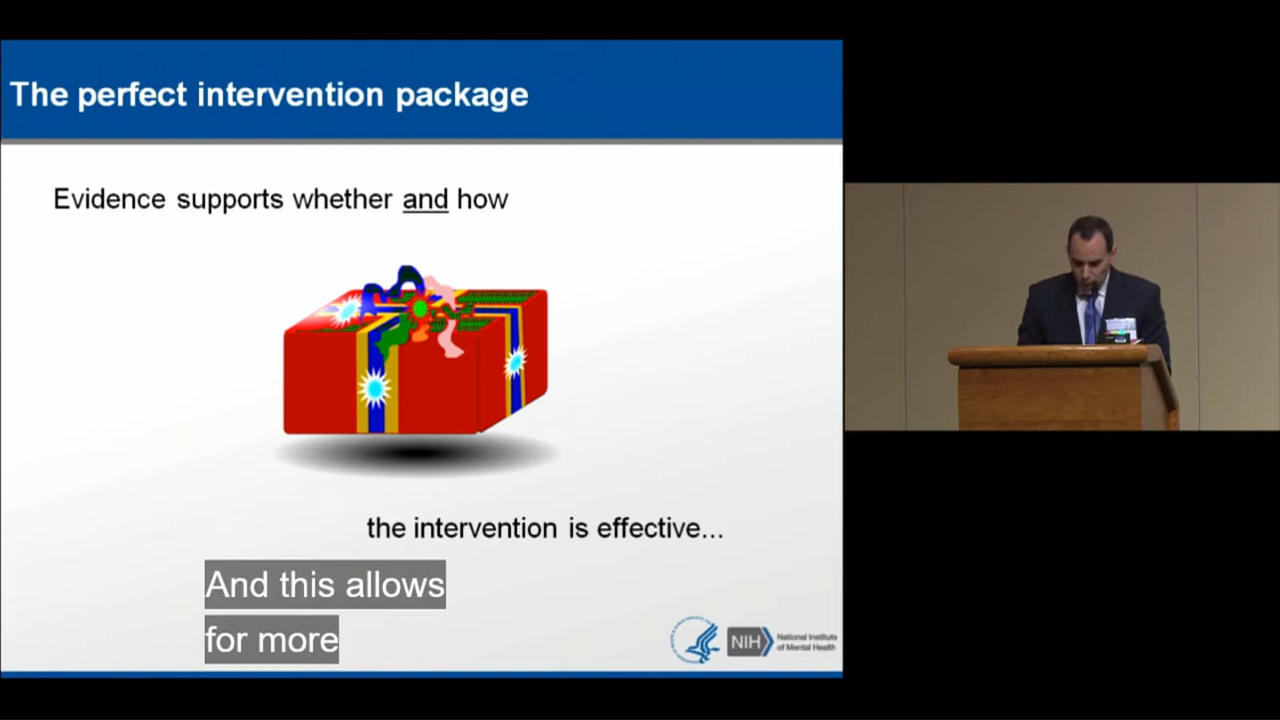 The perfect intervention package
Evidence supports whether and how
the intervention is effective...
And this allows
for more
NIH
National Institute
of Mental Health